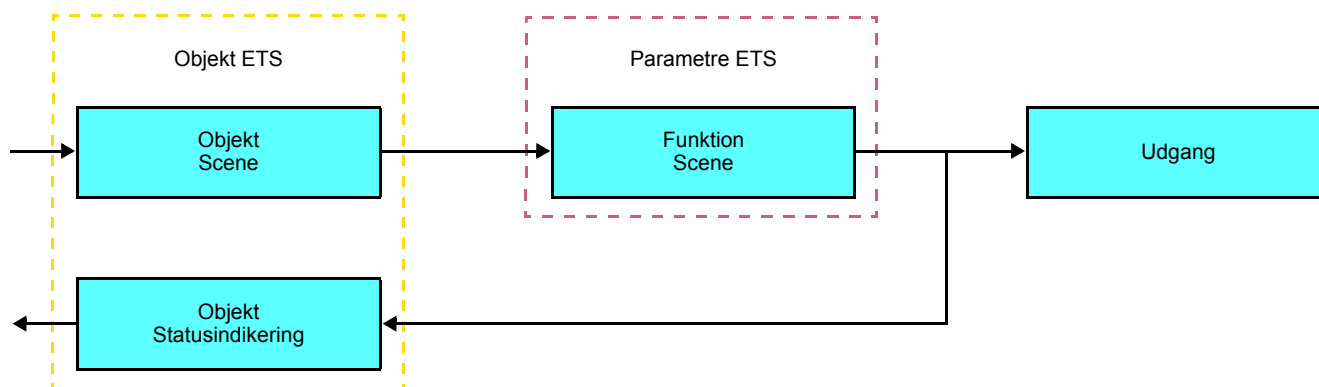 Objekt ETS
Parametre ETS
Objekt
Scene
Funktion
Scene
Udgang
Objekt
Statusindikering